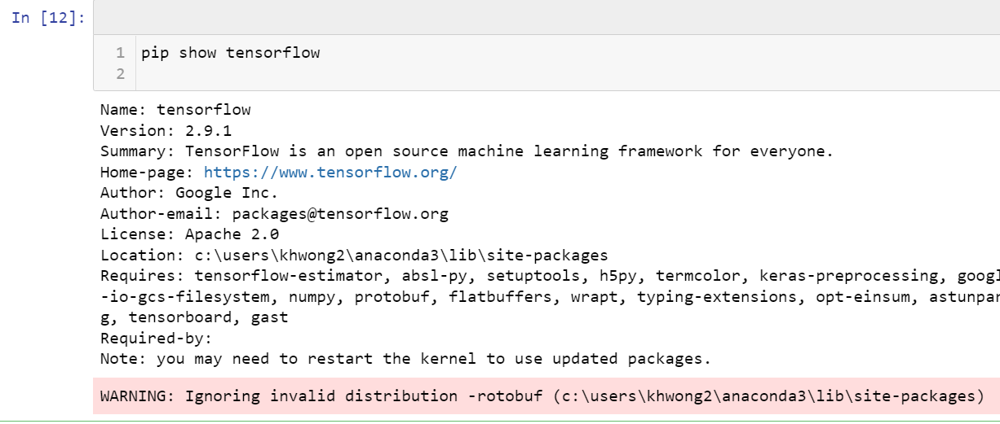 In [12]:
1 pip show tensorflow
2
Name: tensorflow
Version: 2.9.1
Summary: TensorFlow is an open source machine learning framework for everyone.
Home-page: https://www.tensorflow.org/
Author: Google Inc.
Author-email: packages@tensorflow.org
License: Apache 2.0
Location: c:\users\khwong2\anaconda3\lib\site-packages
Requires: tensorflow-estimator, absl-py, setuptools, h5py, termcolor, keras-preprocessing,
-io-gcs-filesystem, numpy, protobuf, flatbuffers, wrapt, typing-extensions, opt-einsum,
g, tensorboard, gast
Required-by:
Note: you may need to restart the kernel to use updated packages.
WARNING: Ignoring invalid distribution -rotobuf (c:\users\khwong2\anaconda3\lib\site-packages)